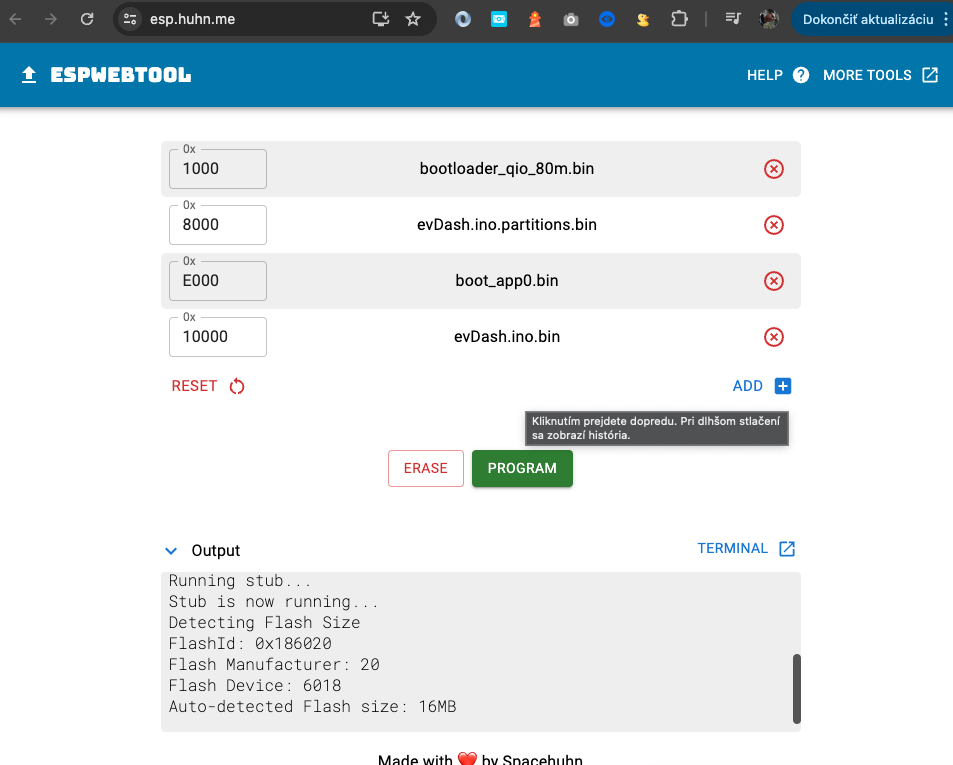 esp.huhn.me
Dokončiť aktualizáciu
ESPWEBTOOL
HELP
MORE TOOLS
0x
1000
bootloader_qio_80m.bin
0x
8000
evDash.ino.partitions.bin
0x
E000
boot_app0.bin
0x
10000
evDash.ino.bin
RESET
ADD
Kliknutím prejdete dopredu. Pri dlhšom stlačení
sa zobrazí história.
ERASE
PROGRAM
Output
TERMINAL
Running stub...
Stub is now running...
Detecting Flash Size
FlashId: 0x186020
Flash Manufacturer: 20
Flash Device: 6018
Auto-detected Flash size: 16MB
Made with ❤️ by Spacehuhn